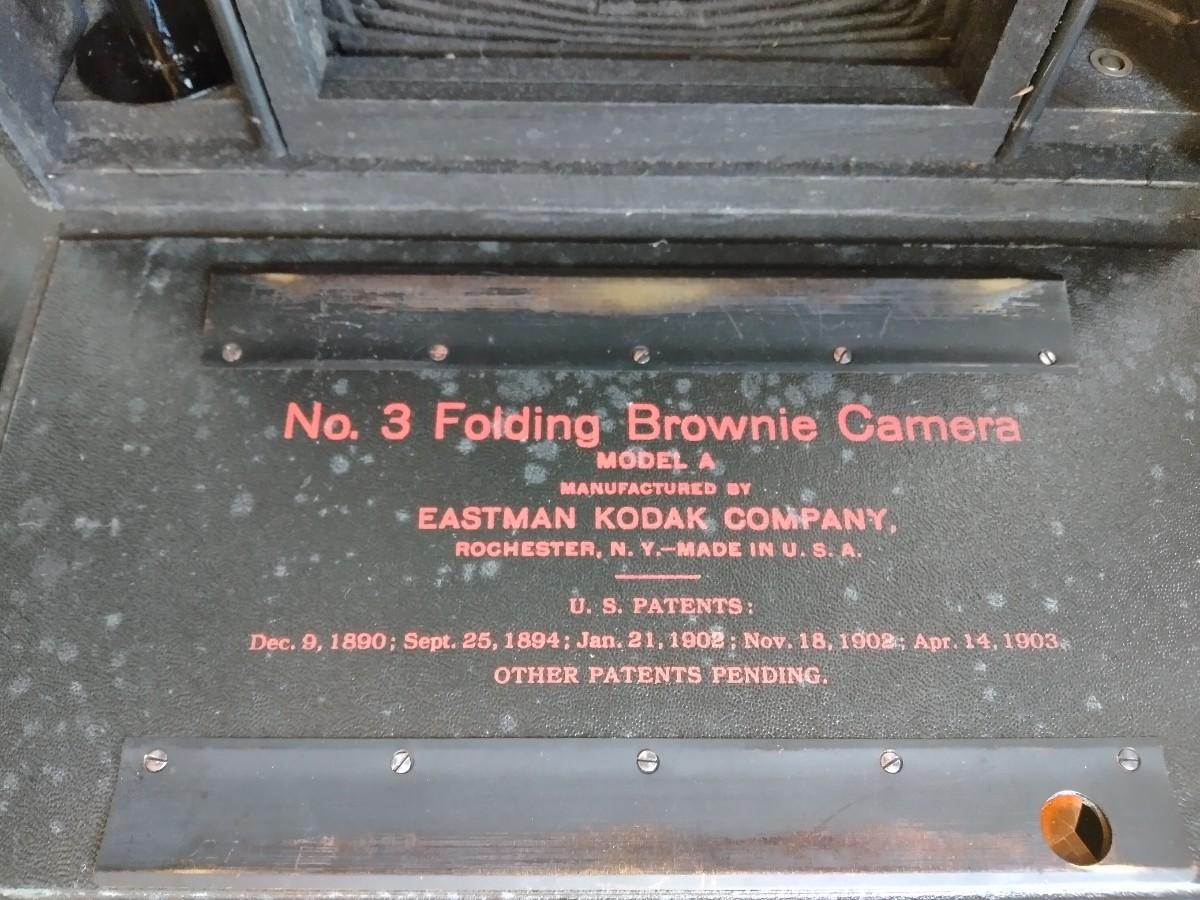 No. 3 Folding Brownie Camera
MODEL A
MANUFACTURED BY
EASTMAN KODAK COMPANY,
ROCHESTER, N. Y.—MADE IN U. S. A.
U. S. PATENTS:
Dec. 9, 1890; Sept. 25, 1894; Jan. 21, 1902; Nov. 18, 1902; Apr. 14, 1903.
OTHER PATENTS PENDING.